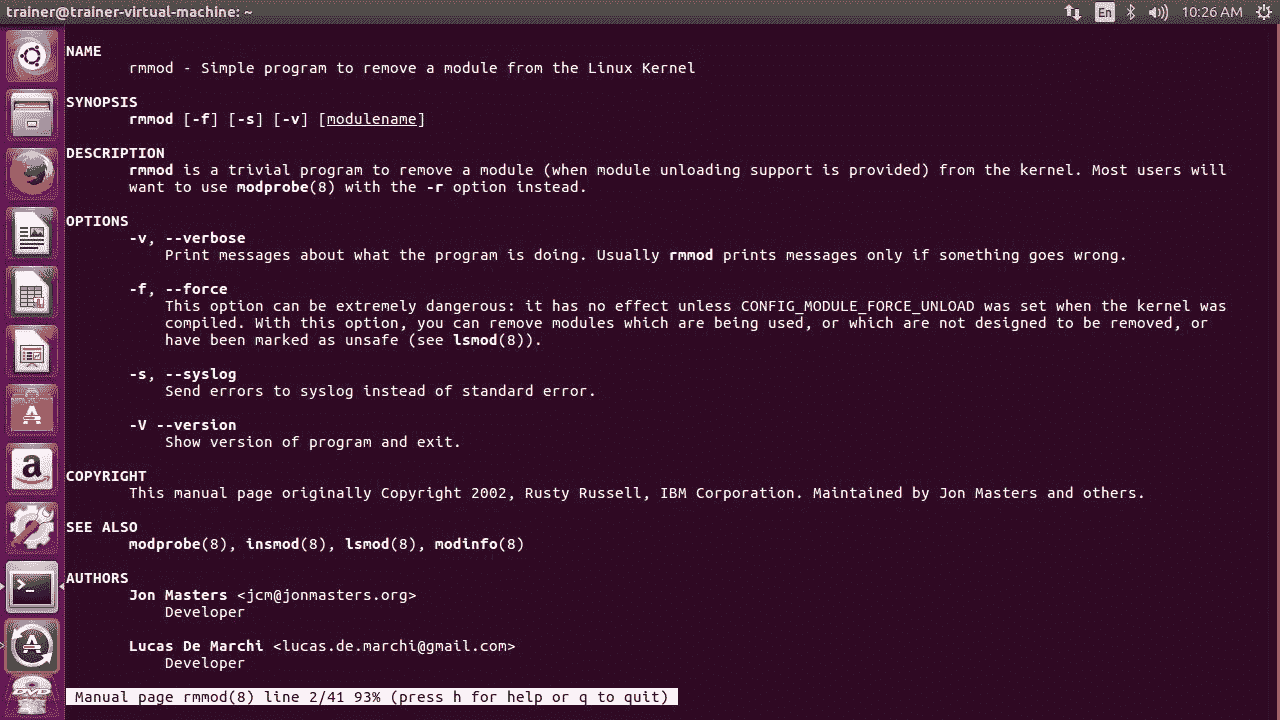 trainer@trainer-virtual-machine: ~
En
10:26 AM
NAME
rmmod - Simple program to remove a module from the Linux Kernel
SYNOPSIS
rmmod [-f] [-s] [-v] [modulename]
DESCRIPTION
rmmod is a trivial program to remove a module (when module unloading support is provided) from the kernel. Most users will
want to use modprobe(8) with the -r option instead.
OPTIONS
-v, --verbose
Print messages about what the program is doing. Usually rmmod prints messages only if something goes wrong.
-f, --force
This option can be extremely dangerous: it has no effect unless CONFIG_MODULE_FORCE_UNLOAD was set when the kernel was
compiled. With this option, you can remove modules which are being used, or which are not designed to be removed, or
have been marked as unsafe (see lsmod(8)).
-s, --syslog
Send errors to syslog instead of standard error.
-V --version
Show version of program and exit.
COPYRIGHT
This manual page originally Copyright 2002, Rusty Russell, IBM Corporation. Maintained by Jon Masters and others.
SEE ALSO
modprobe(8), insmod(8), lsmod(8), modinfo(8)
AUTHORS
Jon Masters <jcm@jonmasters.org>
Developer
Lucas De Marchi <lucas.de.marchi@gmail.com>
Developer
Manual page rmmod(8) line 2/41 93% (press h for help or q to quit)